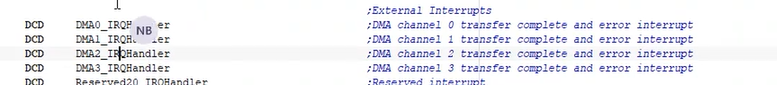 ;External Interrupts
DCD DMA0_IRQHandler ;DMA channel 0 transfer complete and error interrupt
NB
DCD DMA1_IRQHandler ;DMA channel 1 transfer complete and error interrupt
DCD DMA2_IRQHandler ;DMA channel 2 transfer complete and error interrupt
DCD DMA3_IRQHandler ;DMA channel 3 transfer complete and error interrupt
DCD Reserved20_IRQHandler ;Reserved interrupt